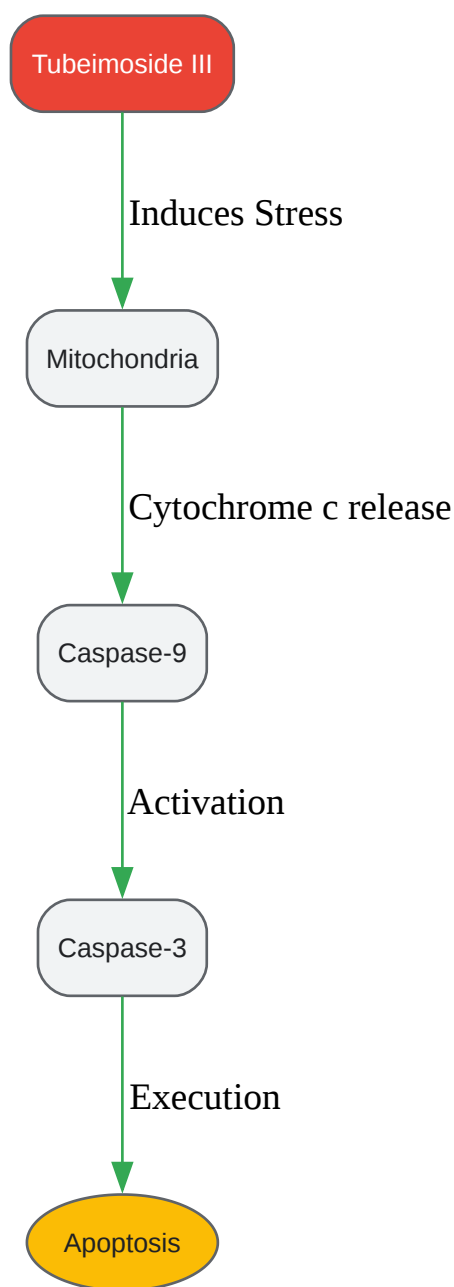 Tubeimoside III
Induces Stress
Mitochondria
Cytochrome c release
Caspase-9
Activation
Caspase-3
Execution
Apoptosis